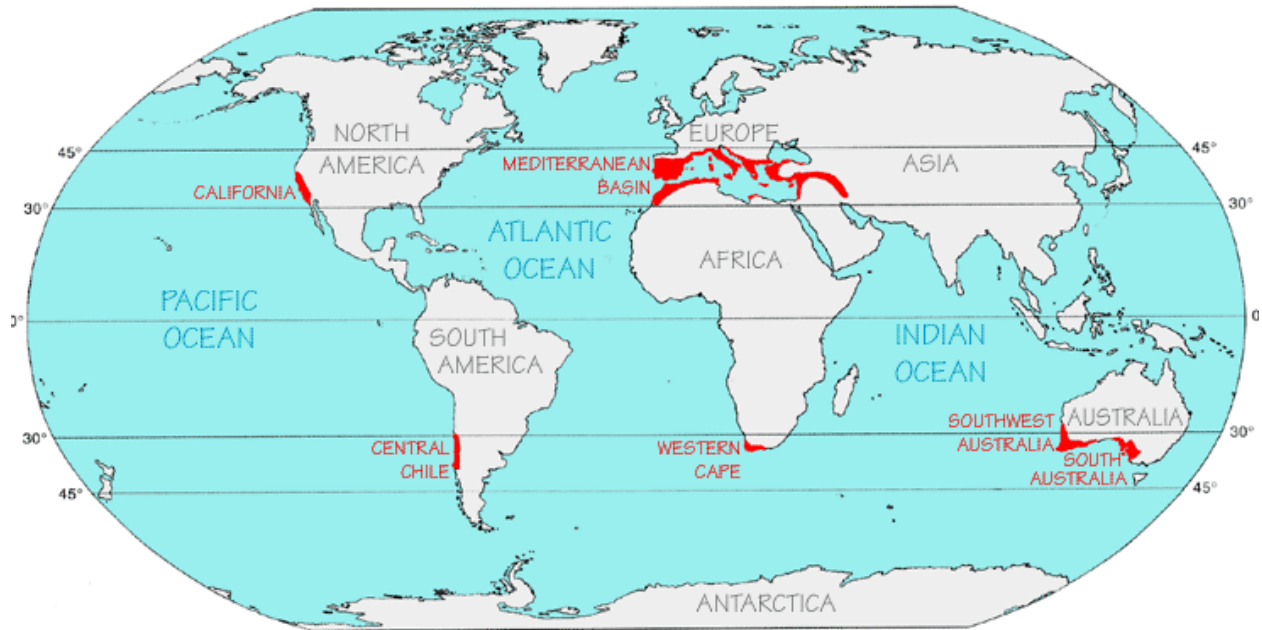 NORTH
AMERICA
EUROPE
ASIA
45°
45°
MEDITERRANEAN
BASIN
CALIFORNIA
30°
30°
ATLANTIC
OCEAN
AFRICA
PACIFIC
OCEAN
0°
0
SOUTH
AMERICA
INDIAN
OCEAN
SOUTHWEST
AUSTRALIA
AUSTRALIA
30°
30°
CENTRAL
CHILE
WESTERN
CAPE
SOUTH
AUSTRALIA
45°
45°
ANTARCTICA